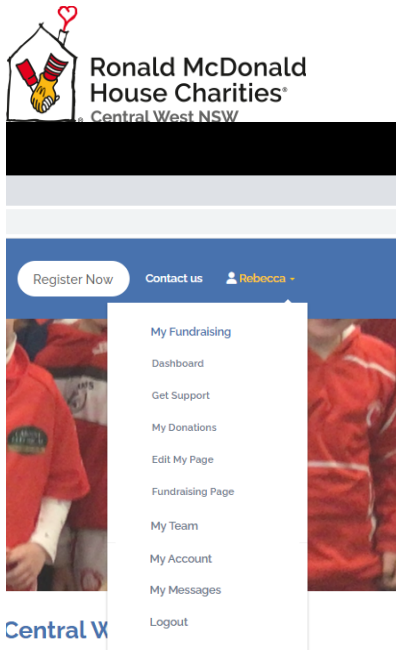 Ronald McDonald
House Charities®
Central West NSW
Register Now
Contact us
Rebecca
My Fundraising
Dashboard
Get Support
My Donations
Edit My Page
Fundraising Page
My Team
My Account
My Messages
Logout
Central